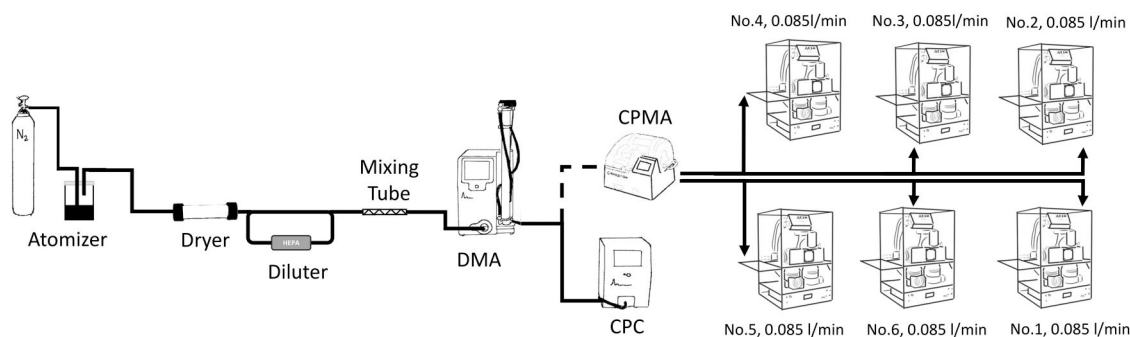 No.4, 0.085l/min
No.3, 0.085l/min
No.2, 0.085 l/min
N2
CPMA
Mixing
Tube
HEPA
Atomizer
Dryer
Diluter
DMA
CPC
No.5, 0.085 l/min
No.6, 0.085 l/min
No.1, 0.085 l/min